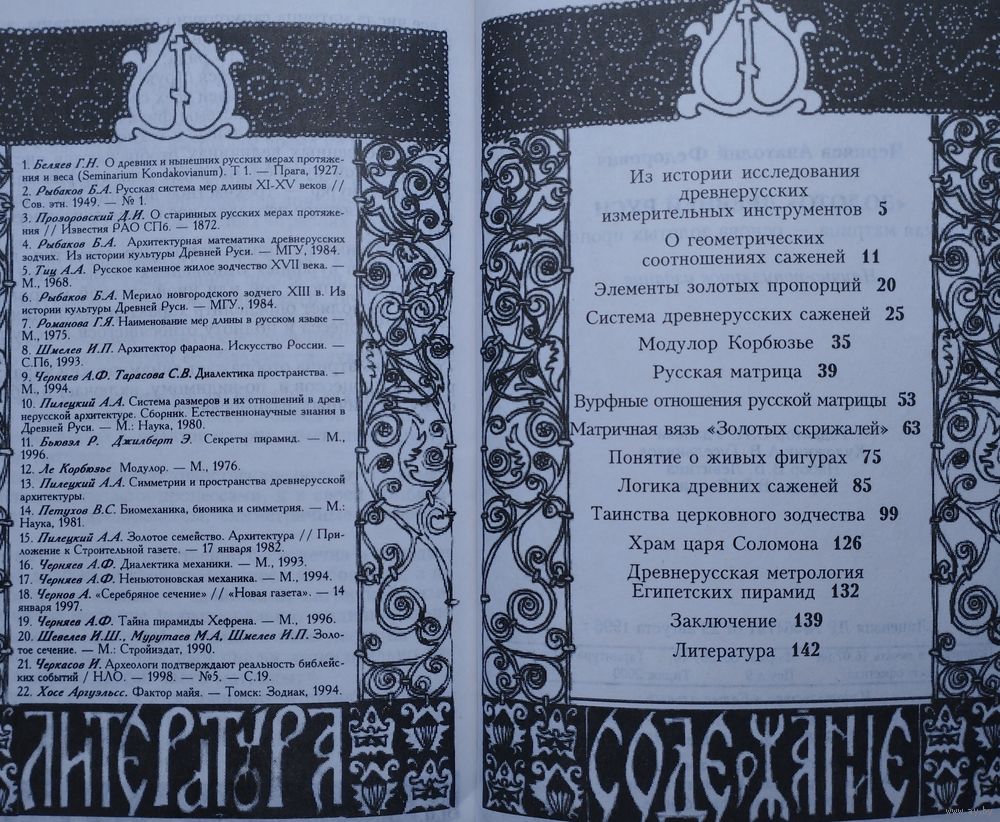 1. Беляев Г.Н. О древних и нынешних русских мерах протяже-
ния и веса (Seminarium Kondakovianum). Т 1. — Прага, 1927.
2. Рыбаков Б.А. Русская система мер длины XI-XV веков //
Сов. этн. 1949. — № 1.
3. Прозоровский Д.И. О старинных русских мерах протяже-
ния // Известия РАО СПб. — 1872.
4. Рыбаков Б.А. Архитектурная математика древнерусских
зодчих. Из истории культуры Древней Руси. — МГУ, 1984.
5. Тиц А.А. Русское каменное жилое зодчество XVII века. —
М., 1968.
6. Рыбаков Б.А. Мерило новгородского зодчего XIII в. Из
истории культуры Древней Руси. — МГУ., 1984.
7. Романова Г.Я. Наименование мер длины в русском языке —
М., 1975.
8. Шмелев И.П. Архитектор фараона. Искусство России. —
С.Пб, 1993.
9. Черняев А.Ф. Тарасова С.В. Диалектика пространства. —
М., 1994.
10. Пилецкий А.А. Система размеров и их отношений в древ-
нерусской архитектуре. Сборник. Естественнонаучные знания в
Древней Руси. — М.: Наука, 1980.
11. Бьювэл Р. Джилберт Э. Секреты пирамид. — М.,
1996.
12. Ле Корбюзье Модулор. — М., 1976.
13. Пилецкий А.А. Симметрии и пространства древнерусской
архитектуры.
14. Петухов В.С. Биомеханика, бионика и симметрия. — М.:
Наука, 1981.
15. Пилецкий А.А. Золотое семейство. Архитектура // При-
ложение к Строительной газете. — 17 января 1982.
16. Черняев А.Ф. Диалектика механики. — М., 1993.
17. Черняев А.Ф. Неньютоновская механика. — М., 1994.
18. Чернов А. «Серебряное сечение» // «Новая газета». — 14
января 1997.
19. Черняев А.Ф. Тайна пирамиды Хефрена. — М., 1996.
20. Шевелев И.Ш., Мурутаев М.А, Шмелев И.П. Золо-
тое сечение. — М.: Стройиздат, 1990.
21. Черкасов И. Археологи подтверждают реальность библейс-
ких событий / НЛО. — 1998. — №5. — С.19.
22. Хосе Аргуэльсс. Фактор майя. — Томск: Зодиак, 1994.
ЛИТЕРАТУРА
Из истории исследования
древнерусских
измерительных инструментов 5
О геометрических
соотношениях саженей 11
Элементы золотых пропорций 20
Система древнерусских саженей 25
Модулор Корбюзье 35
Русская матрица 39
Вурфные отношения русской матрицы 53
Матричная вязь «Золотых скрижалей» 63
Понятие о живых фигурах 75
Логика древних саженей 85
Таинства церковного зодчества 99
Храм царя Соломона 126
Древнерусская метрология
Египетских пирамид 132
Заключение 139
Литература 142
СОДЕРЖАНИЕ